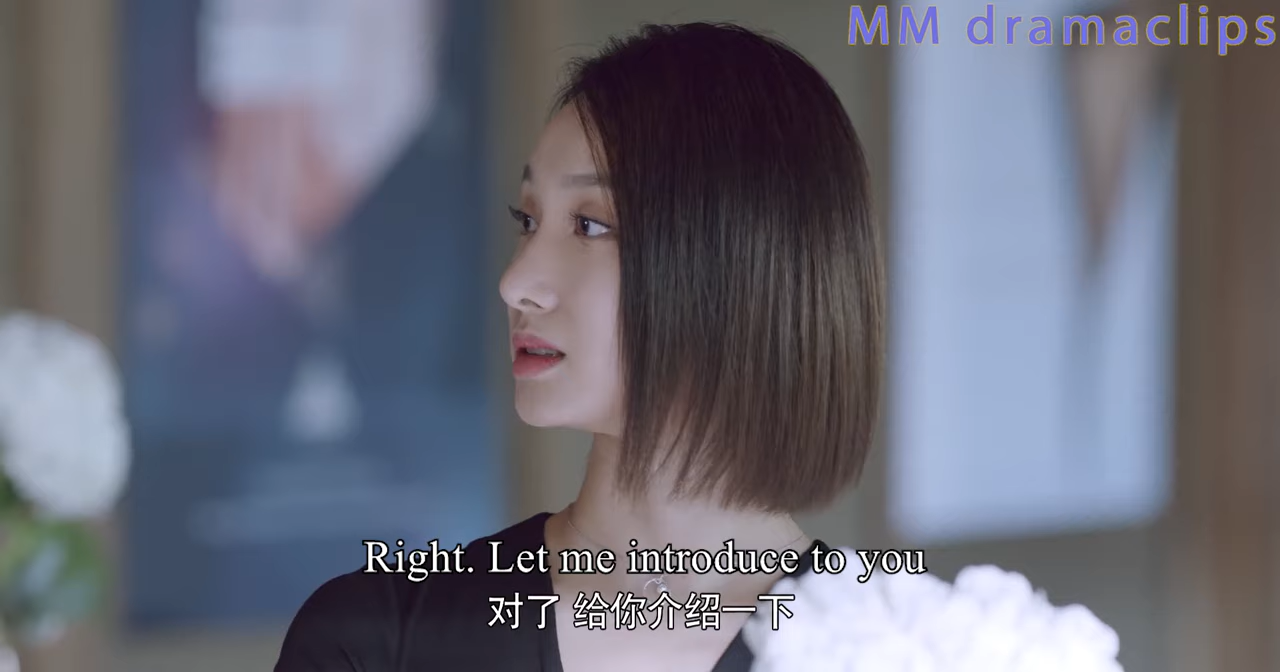 MM dramaclips
Right. Let me introduce to you
对了 给你介绍一下